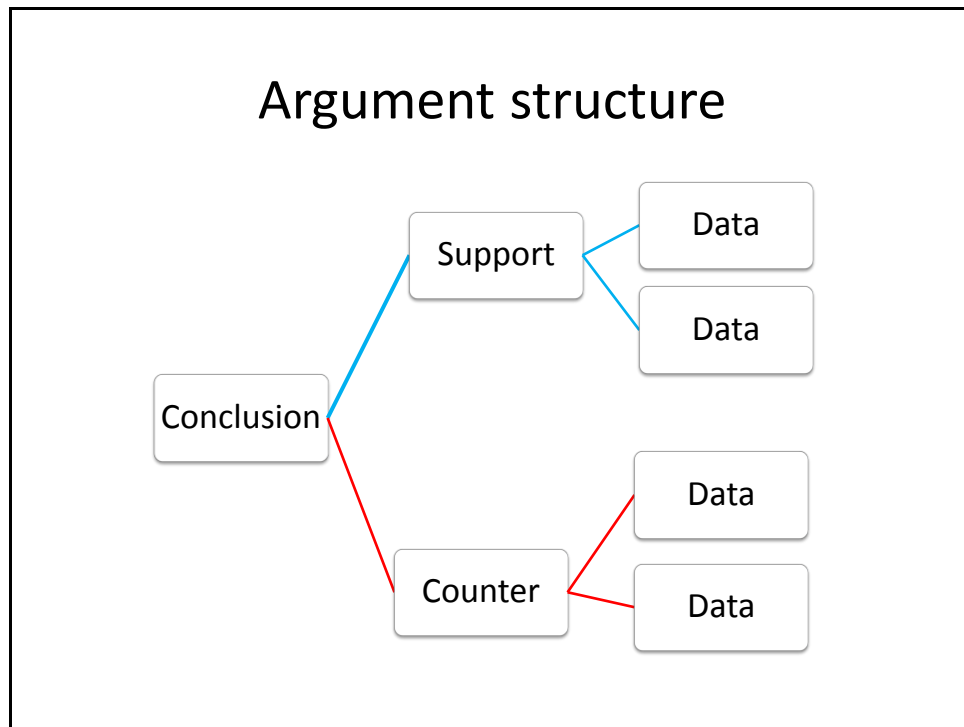 Argument structure
Support
Data
Data
Conclusion
Counter
Data
Data